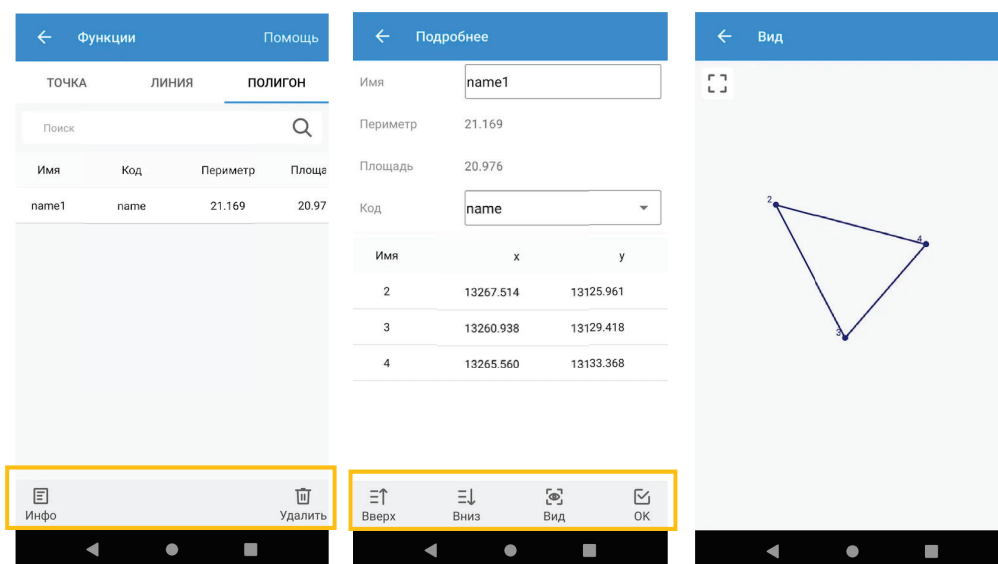 Функции Помощь
ТОЧКА ЛИНИЯ ПОЛИГОН
Поиск
Имя Код Периметр Площа
name1 name 21.169 20.97
Инфо Удалить
Подробнее
Имя name1
Периметр 21.169
Площадь 20.976
Код name
Имя x y
2 13267.514 13125.961
3 13260.938 13129.418
4 13265.560 13133.368
Вверх Вниз Вид OK
Вид
2
4
3